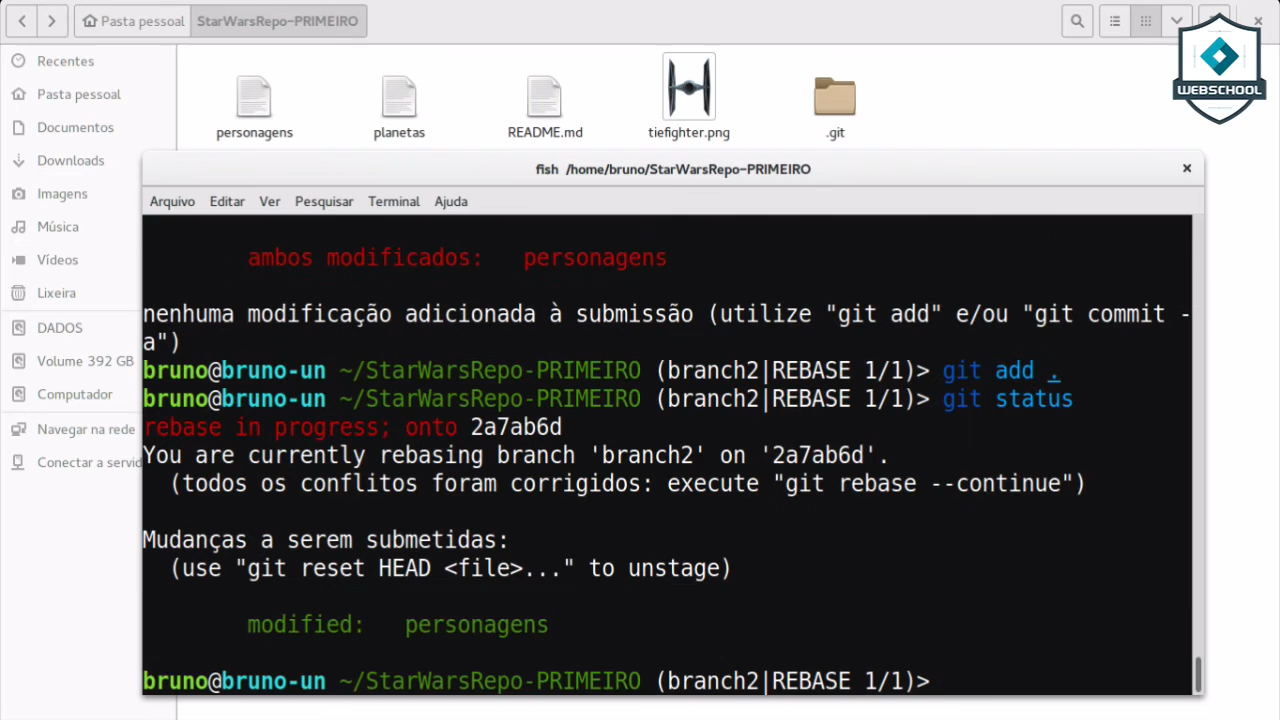 Pasta pessoal
StarWarsRepo-PRIMEIRO
WEBSCHOOL
Recentes
Pasta pessoal
Documentos
Downloads
Imagens
Música
Vídeos
Lixeira
DADOS
Volume 392 GB
Computador
Navegar na rede
Conectar a servid
personagens
planetas
README.md
tiefighter.png
.git
fish /home/bruno/StarWarsRepo-PRIMEIRO
Arquivo Editar Ver Pesquisar Terminal Ajuda
ambos modificados: personagens
nenhuma modificação adicionada à submissão (utilize "git add" e/ou "git commit -
a")
bruno@bruno-un ~/StarWarsRepo-PRIMEIRO (branch2|REBASE 1/1)> git add .
bruno@bruno-un ~/StarWarsRepo-PRIMEIRO (branch2|REBASE 1/1)> git status
rebase in progress; onto 2a7ab6d
You are currently rebasing branch 'branch2' on '2a7ab6d'.
(todos os conflitos foram corrigidos: execute "git rebase --continue")
Mudanças a serem submetidas:
(use "git reset HEAD <file>..." to unstage)
modified: personagens
bruno@bruno-un ~/StarWarsRepo-PRIMEIRO (branch2|REBASE 1/1)>